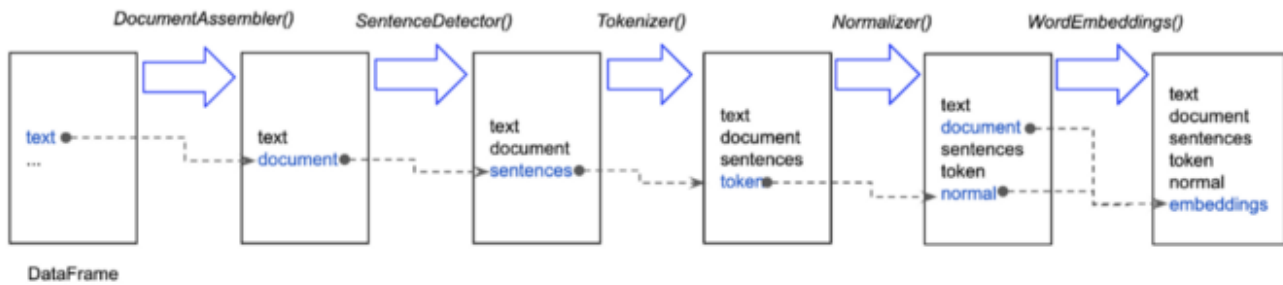 DocumentAssembler()
SentenceDetector()
Tokenizer()
Normalizer()
WordEmbeddings()
text
...
text
document
text
document
sentences
text
document
sentences
token
text
document
sentences
token
normal
text
document
sentences
token
normal
embeddings
DataFrame